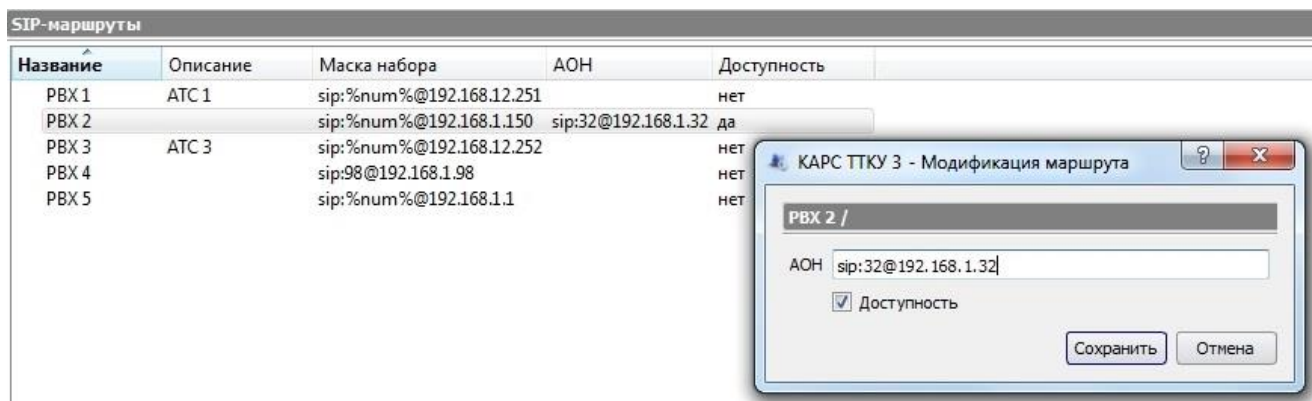 SIP-маршруты
Название Описание Маска набора АОН Доступность
PBX 1 АТС 1 sip:%num%@192.168.12.251 нет
PBX 2 sip:%num%@192.168.1.150 sip:32@192.168.1.32 да
PBX 3 АТС 3 sip:%num%@192.168.12.252 нет
PBX 4 sip:98@192.168.1.98 нет
PBX 5 sip:%num%@192.168.1.1 нет
КАРС ТТКУ 3 - Модификация маршрута
PBX 2 /
АОН sip:32@192.168.1.32
Доступность
Сохранить Отмена